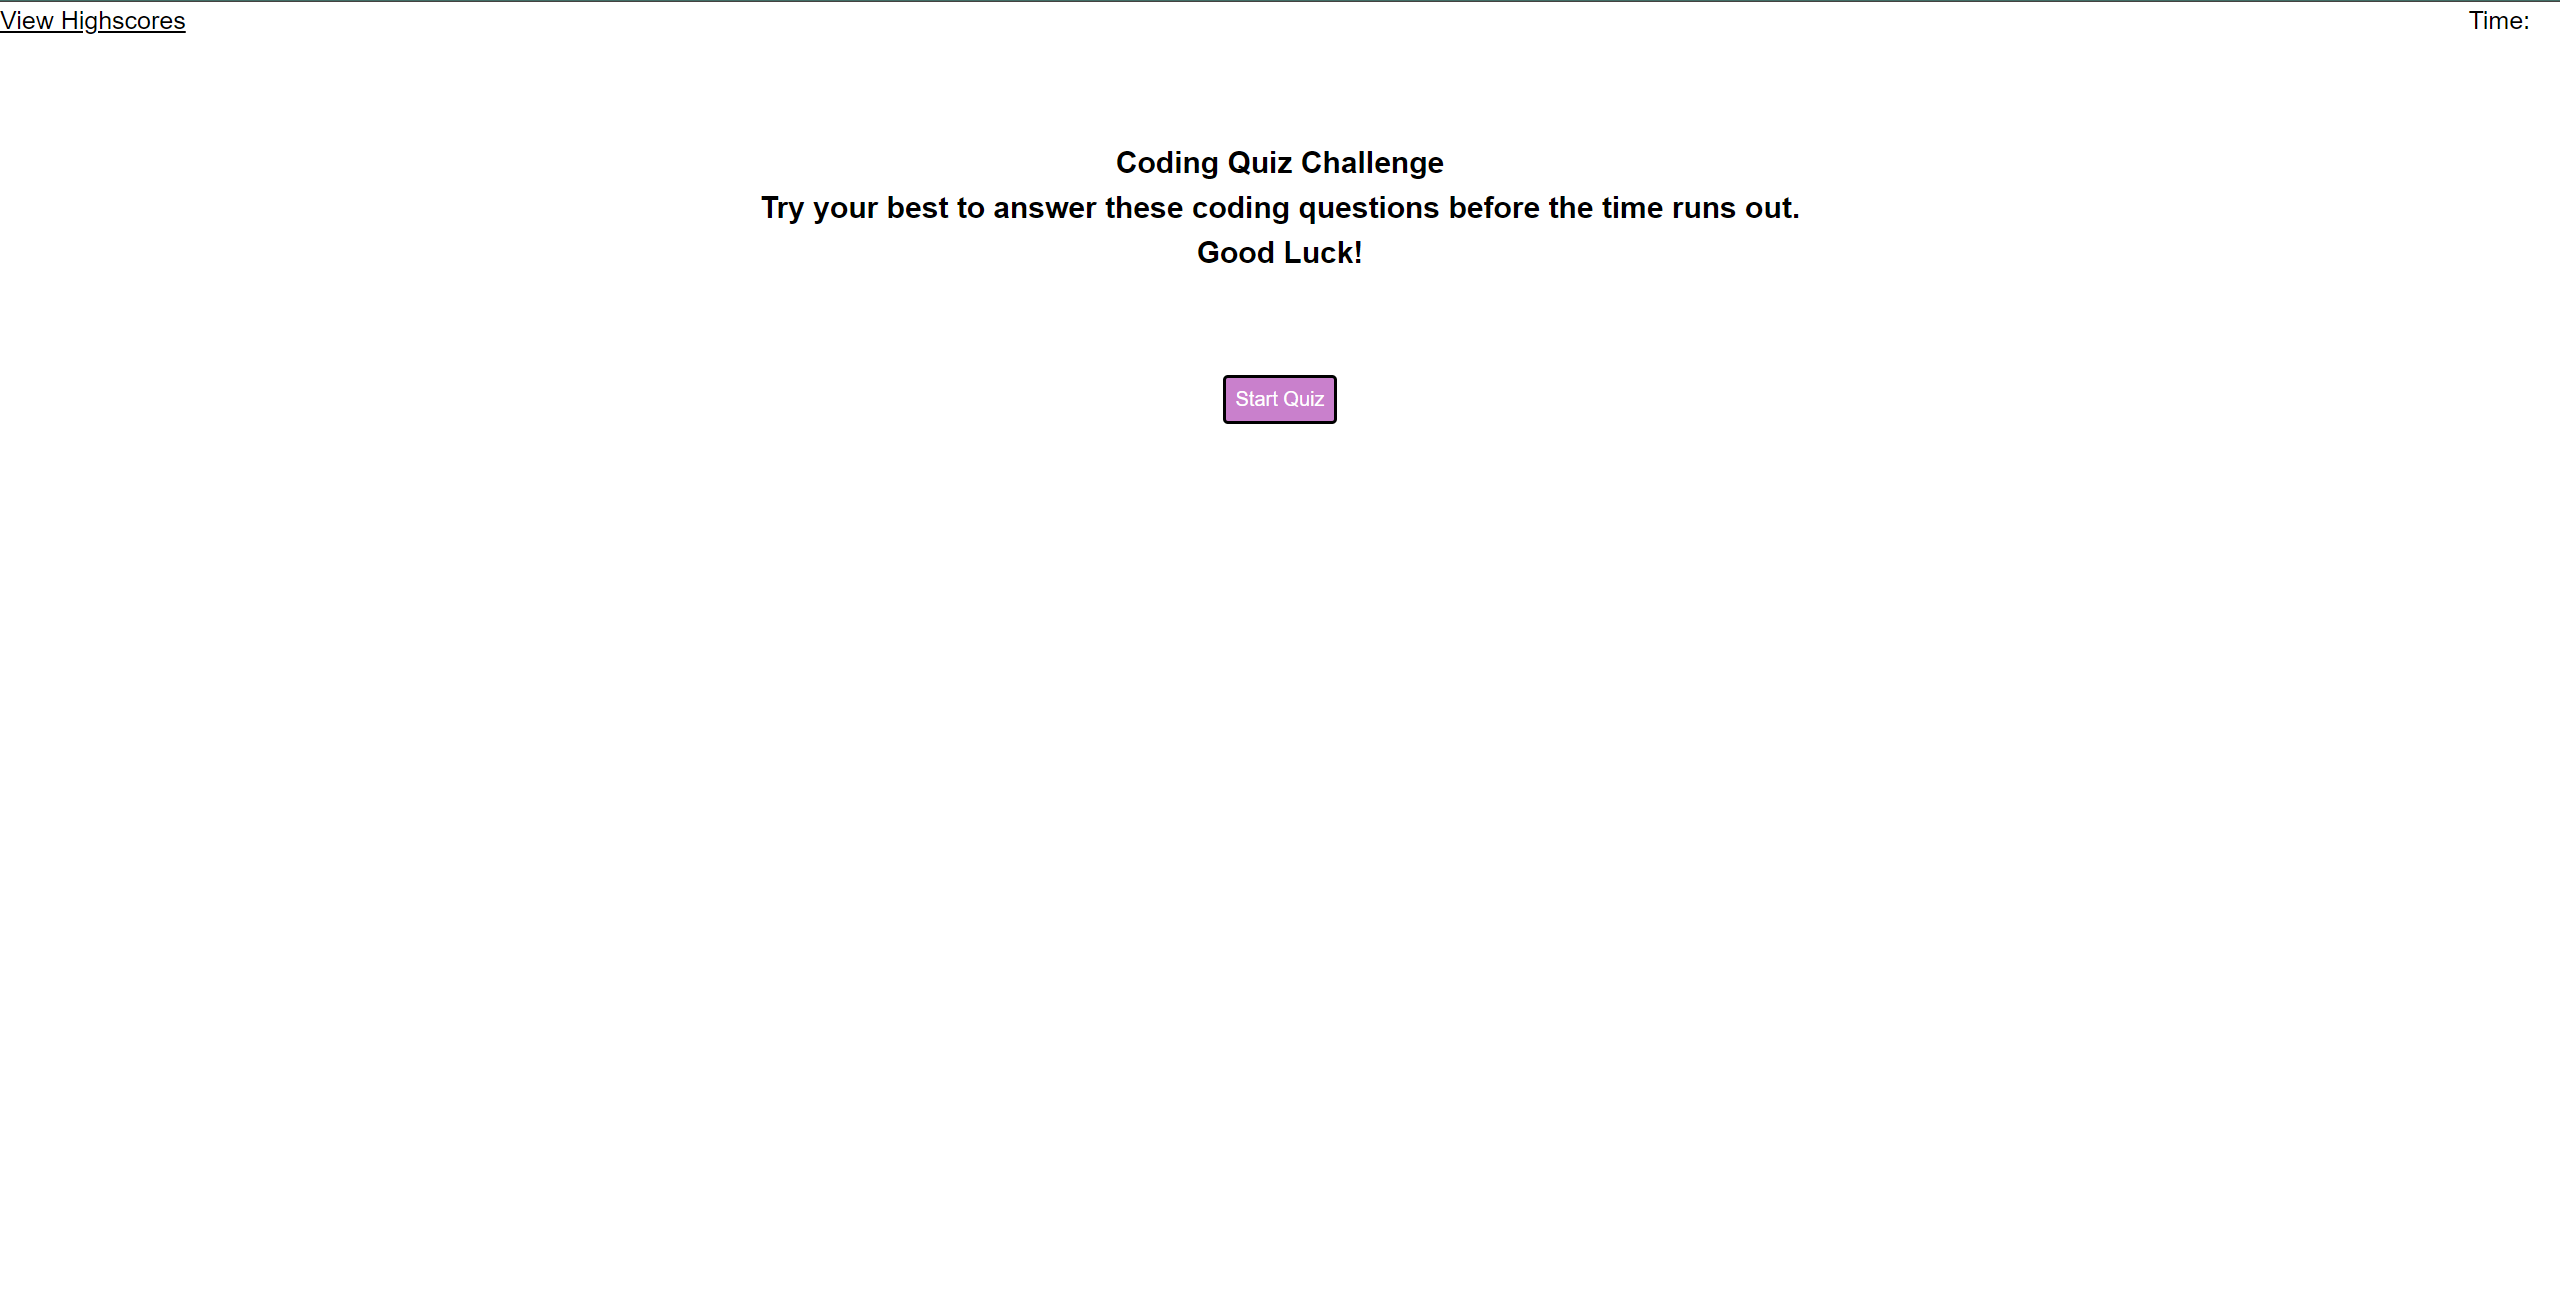 View Highscores
Time:
Coding Quiz Challenge
Try your best to answer these coding questions before the time runs out.
Good Luck!
Start Quiz